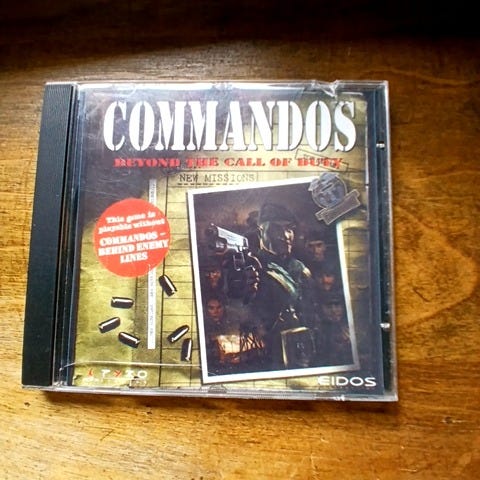 COMMANDOS
BEYOND THE CALL OF DUTY
NEW MISSIONS!
This game is
playable without
COMMANDOS -
BEHIND ENEMY
LINES
EIDOS